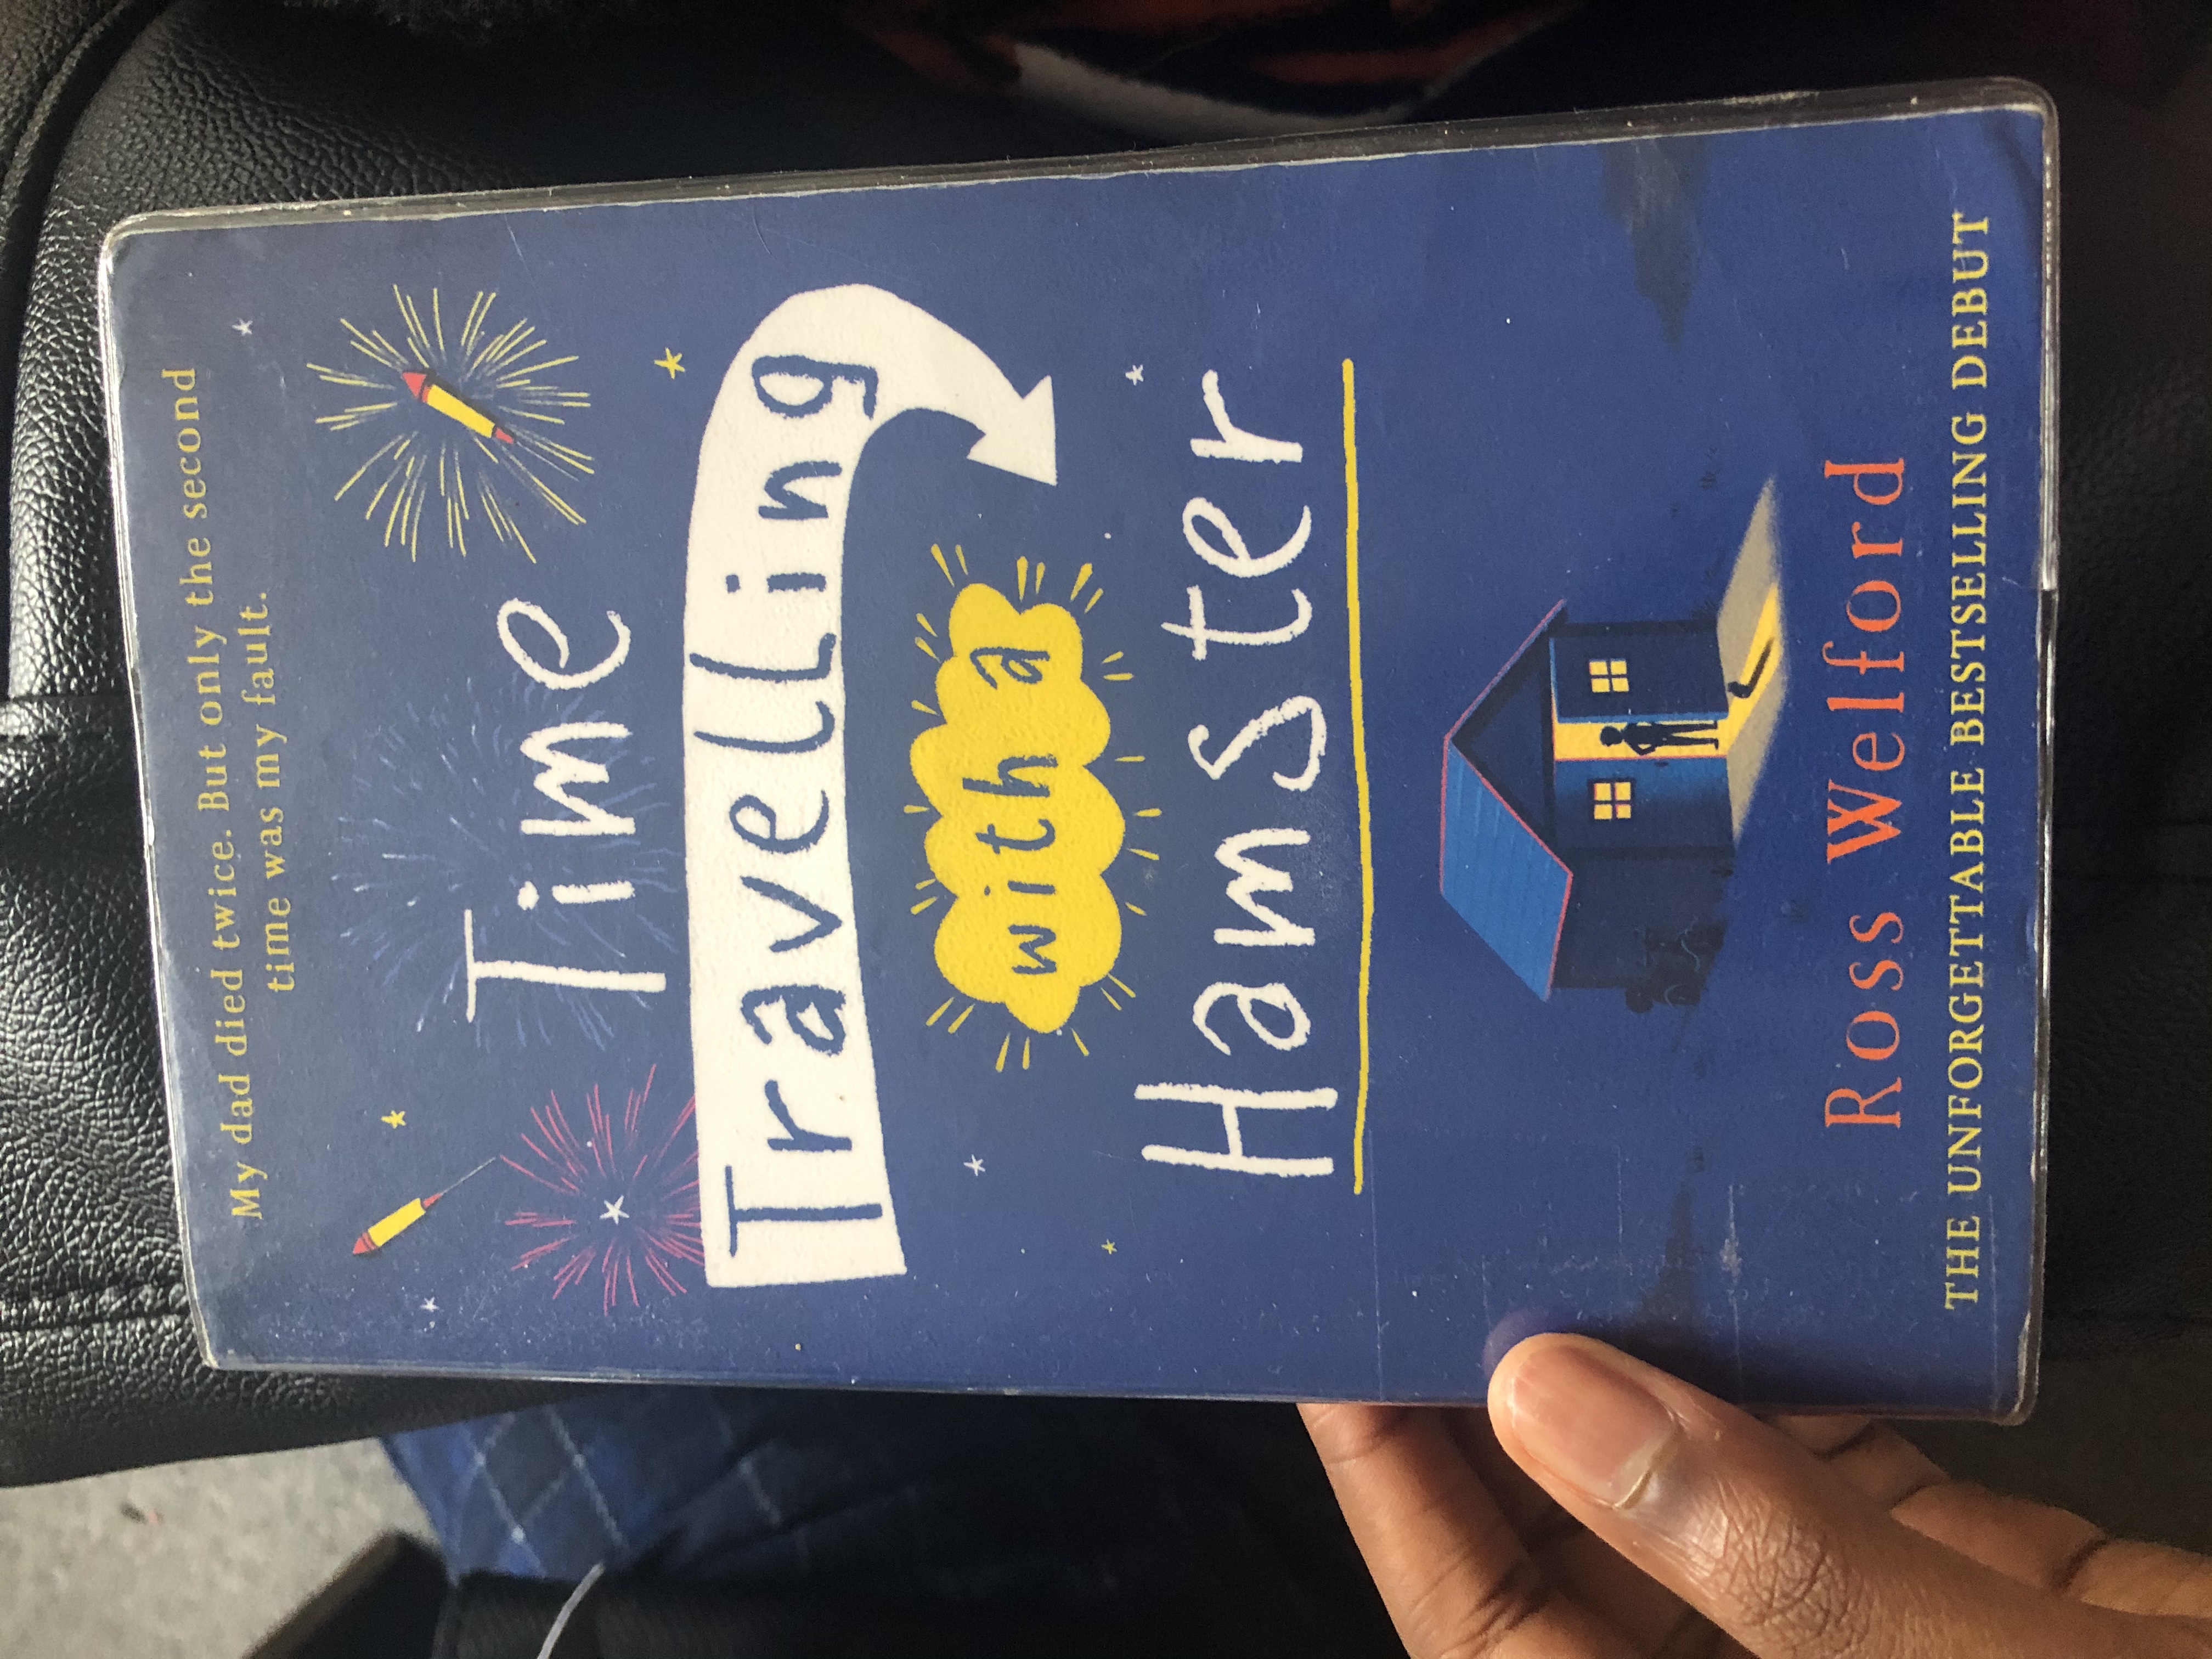 My dad died twice. But only the second
time was my fault.
Time
Travelling
with a
Hamster
Ross Welford
THE UNFORGETTABLE BESTSELLING DEBUT